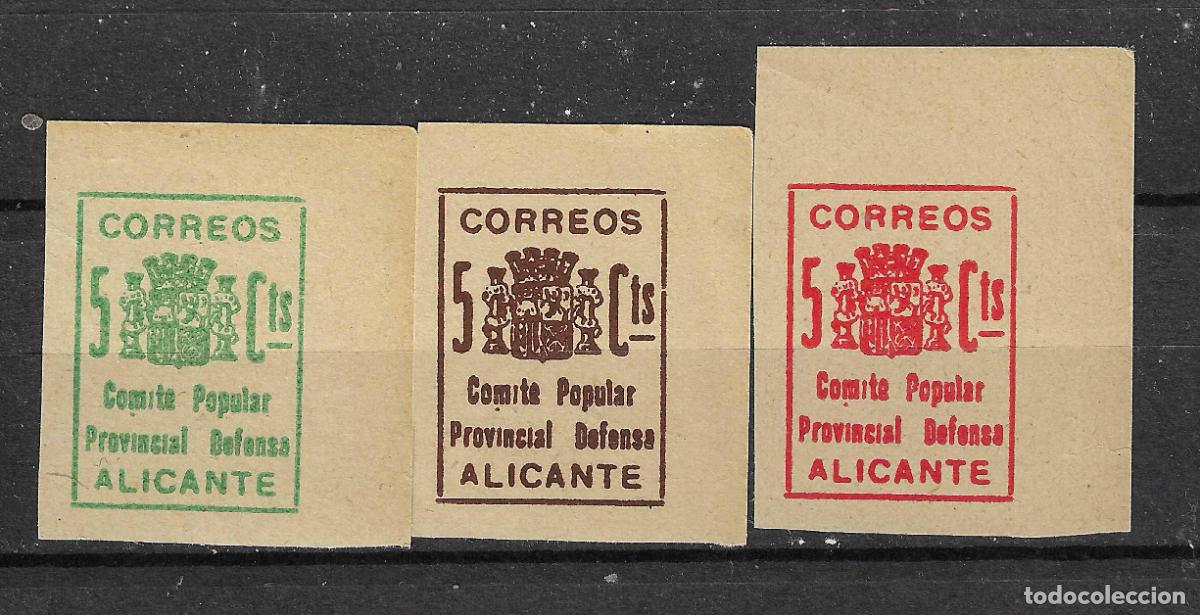 CORREOS
5 Cts
Comite Popular
Provincial Defensa
ALICANTE
CORREOS
5 Cts
Comite Popular
Provincial Defensa
ALICANTE
CORREOS
5 Cts
Comite Popular
Provincial Defensa
ALICANTE
todocoleccion